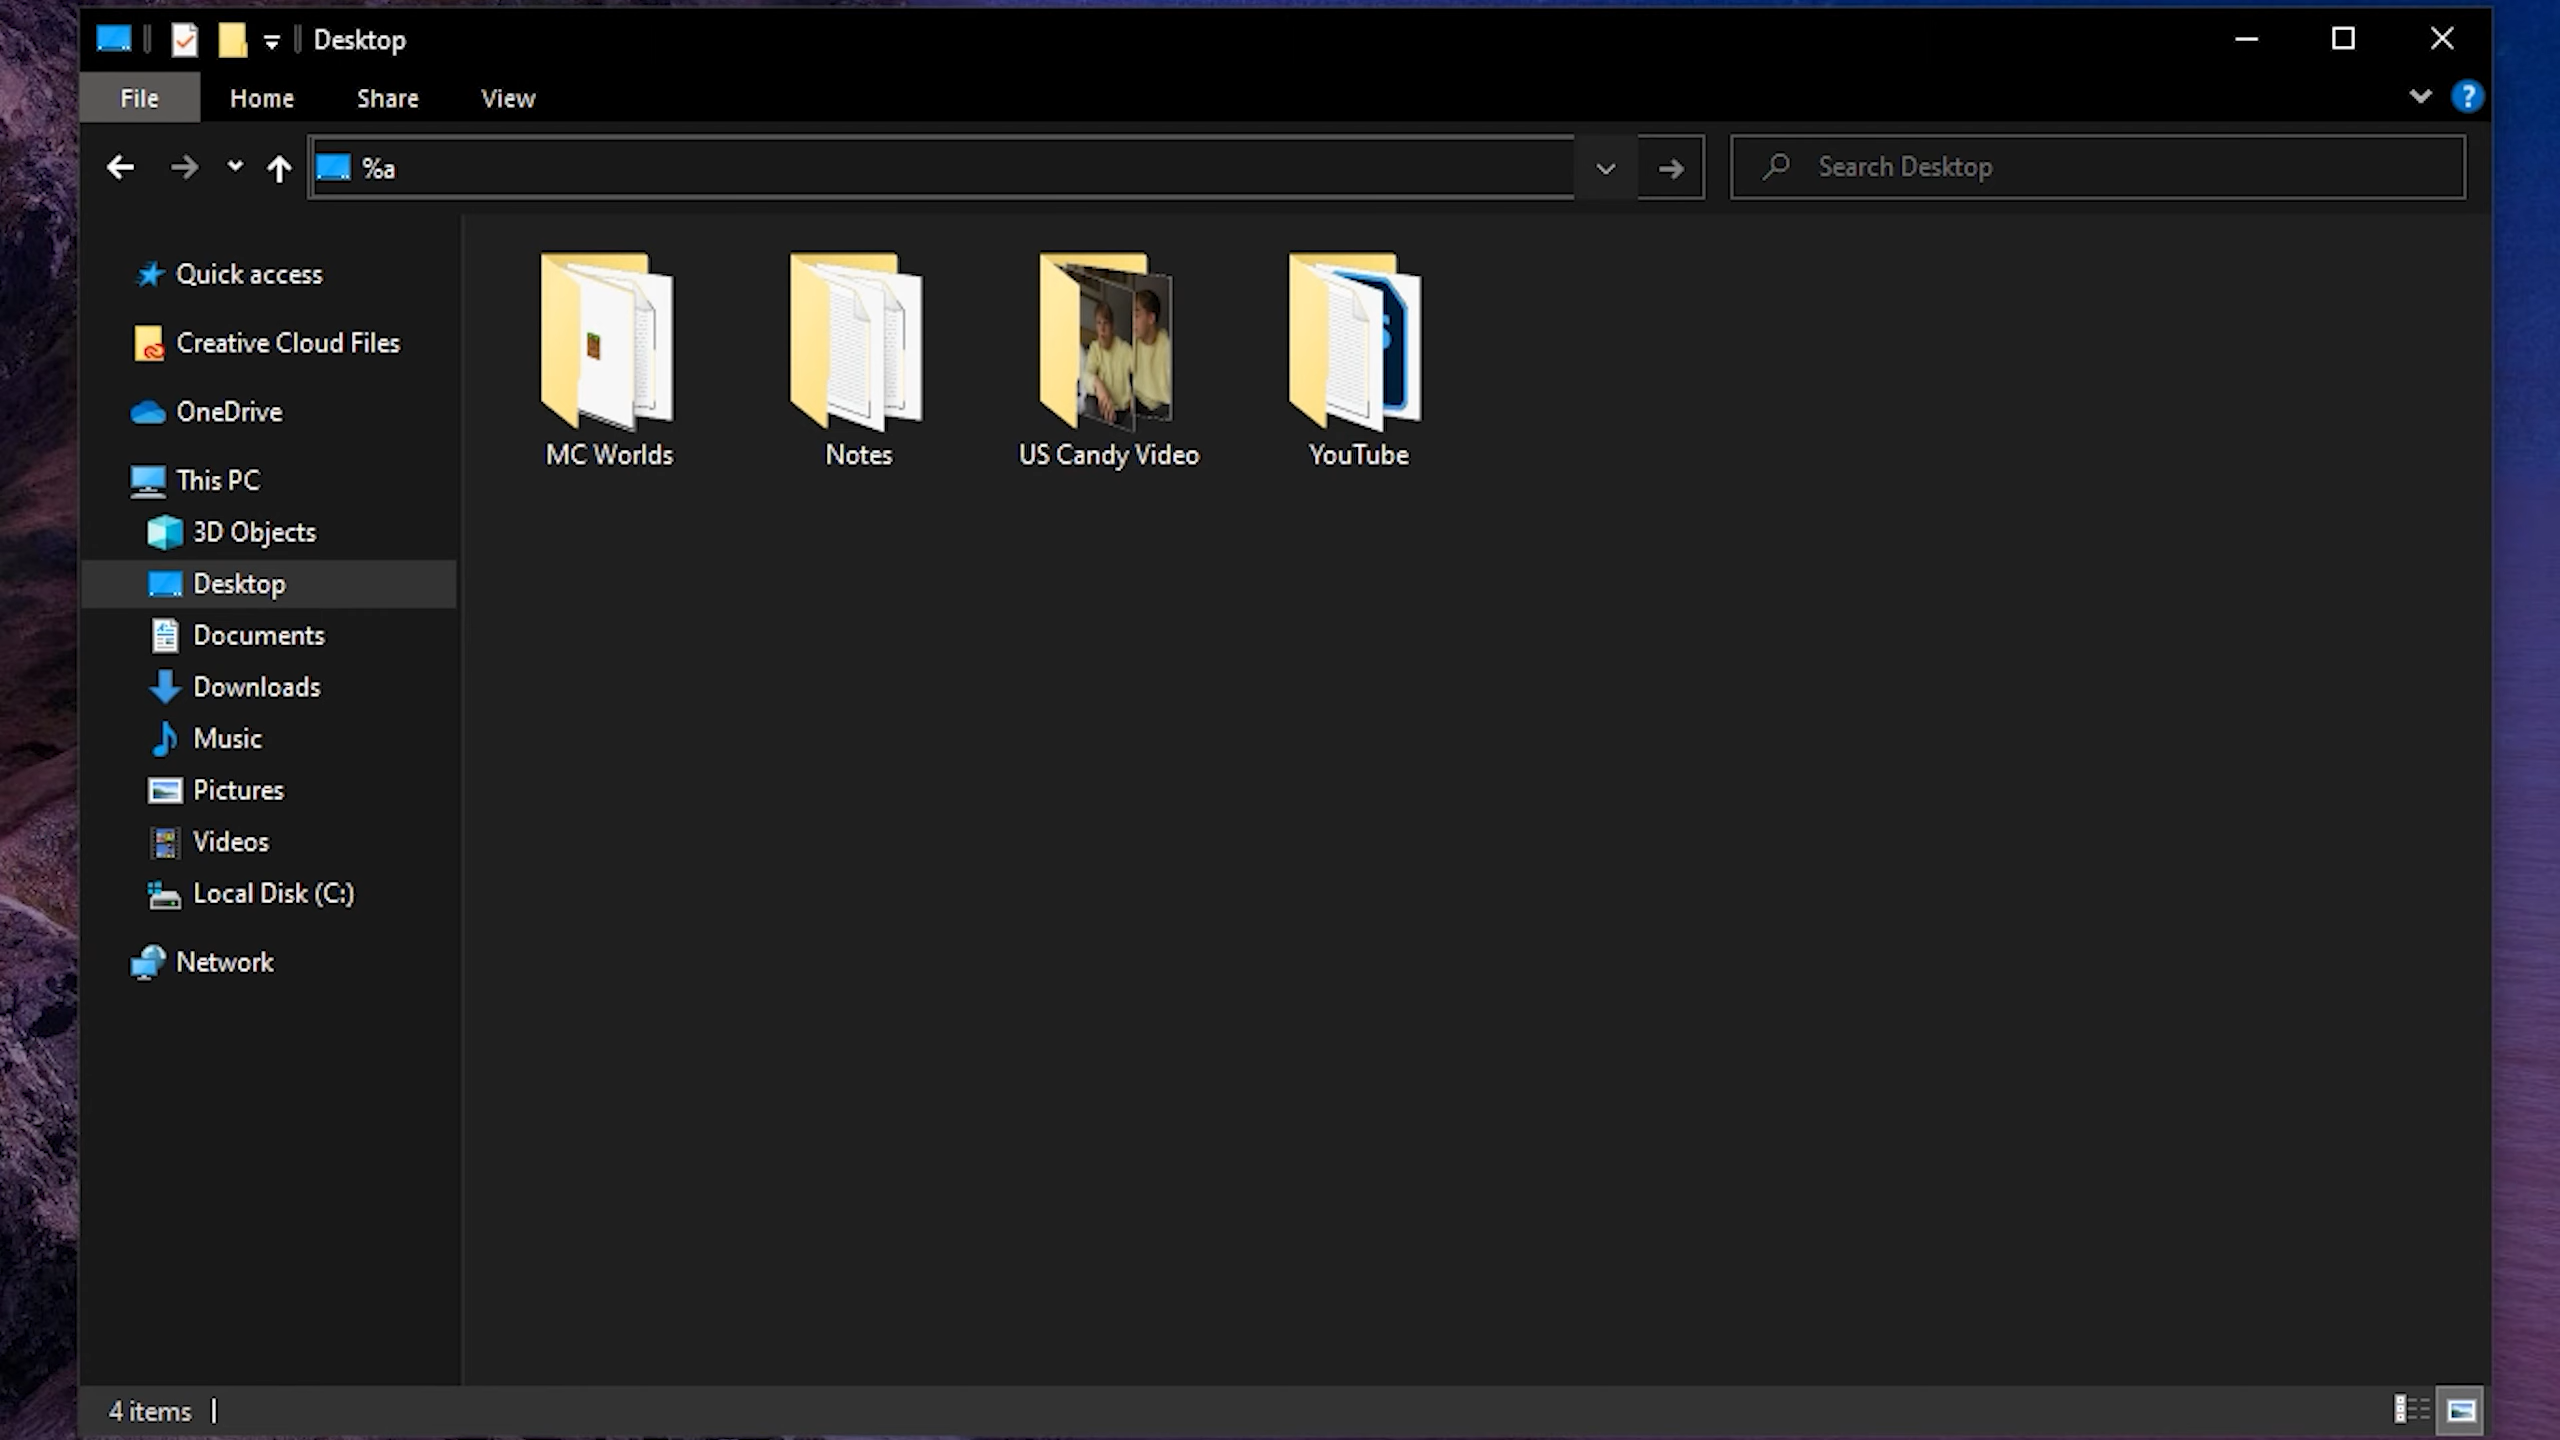 Desktop
File Home Share View
?
%a
Search Desktop
Quick access
Creative Cloud Files
OneDrive
This PC
3D Objects
Desktop
Documents
Downloads
Music
Pictures
Videos
Local Disk (C:)
Network
MC Worlds
Notes
US Candy Video
YouTube
4 items